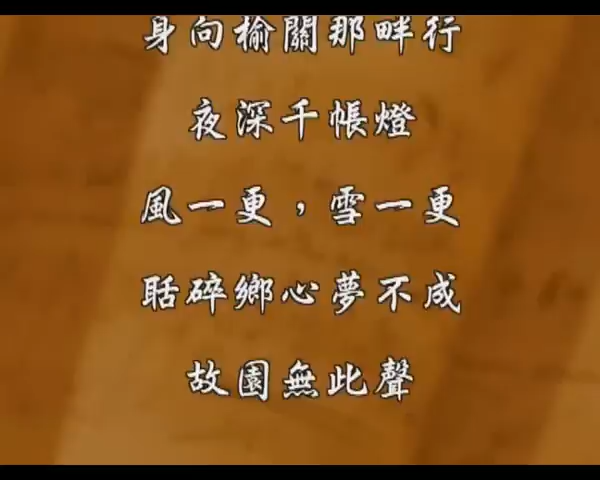 身向榆關那畔行
夜深千帳燈
風一更，雪一更
聒碎鄉心夢不成
故園無此聲